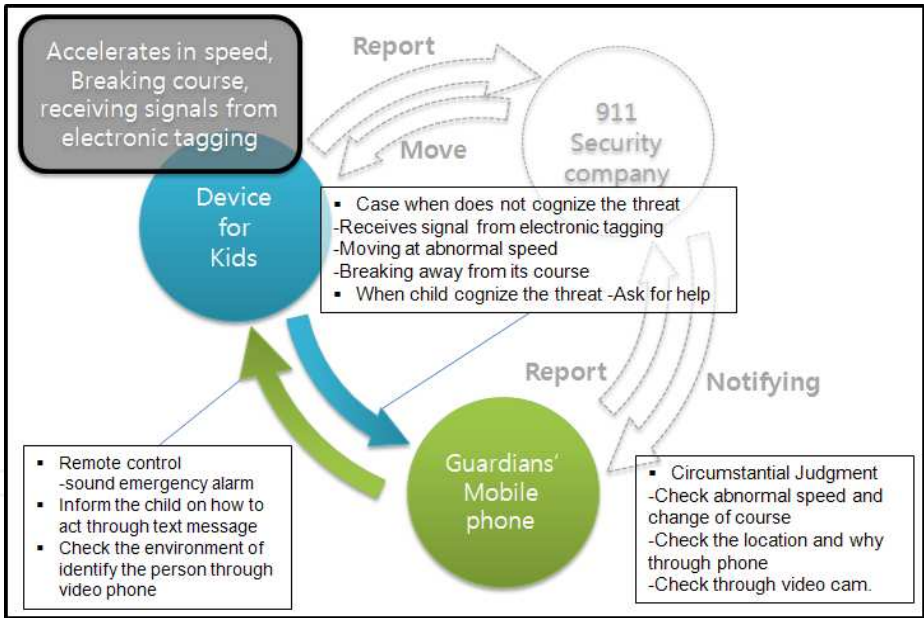 Accelerates in speed,
Breaking course,
receiving signals from
electronic tagging
Report
Move
911
Security
company
Device
for
Kids
▪ Case when does not cognize the threat
-Receives signal from electronic tagging
-Moving at abnormal speed
-Breaking away from its course
▪ When child cognize the threat -Ask for help
Report
Notifying
Guardians’
Mobile
phone
▪ Remote control
-sound emergency alarm
▪ Inform the child on how to
act through text message
▪ Check the environment of
identify the person through
video phone
▪ Circumstantial Judgment
-Check abnormal speed and
change of course
-Check the location and why
through phone
-Check through video cam.